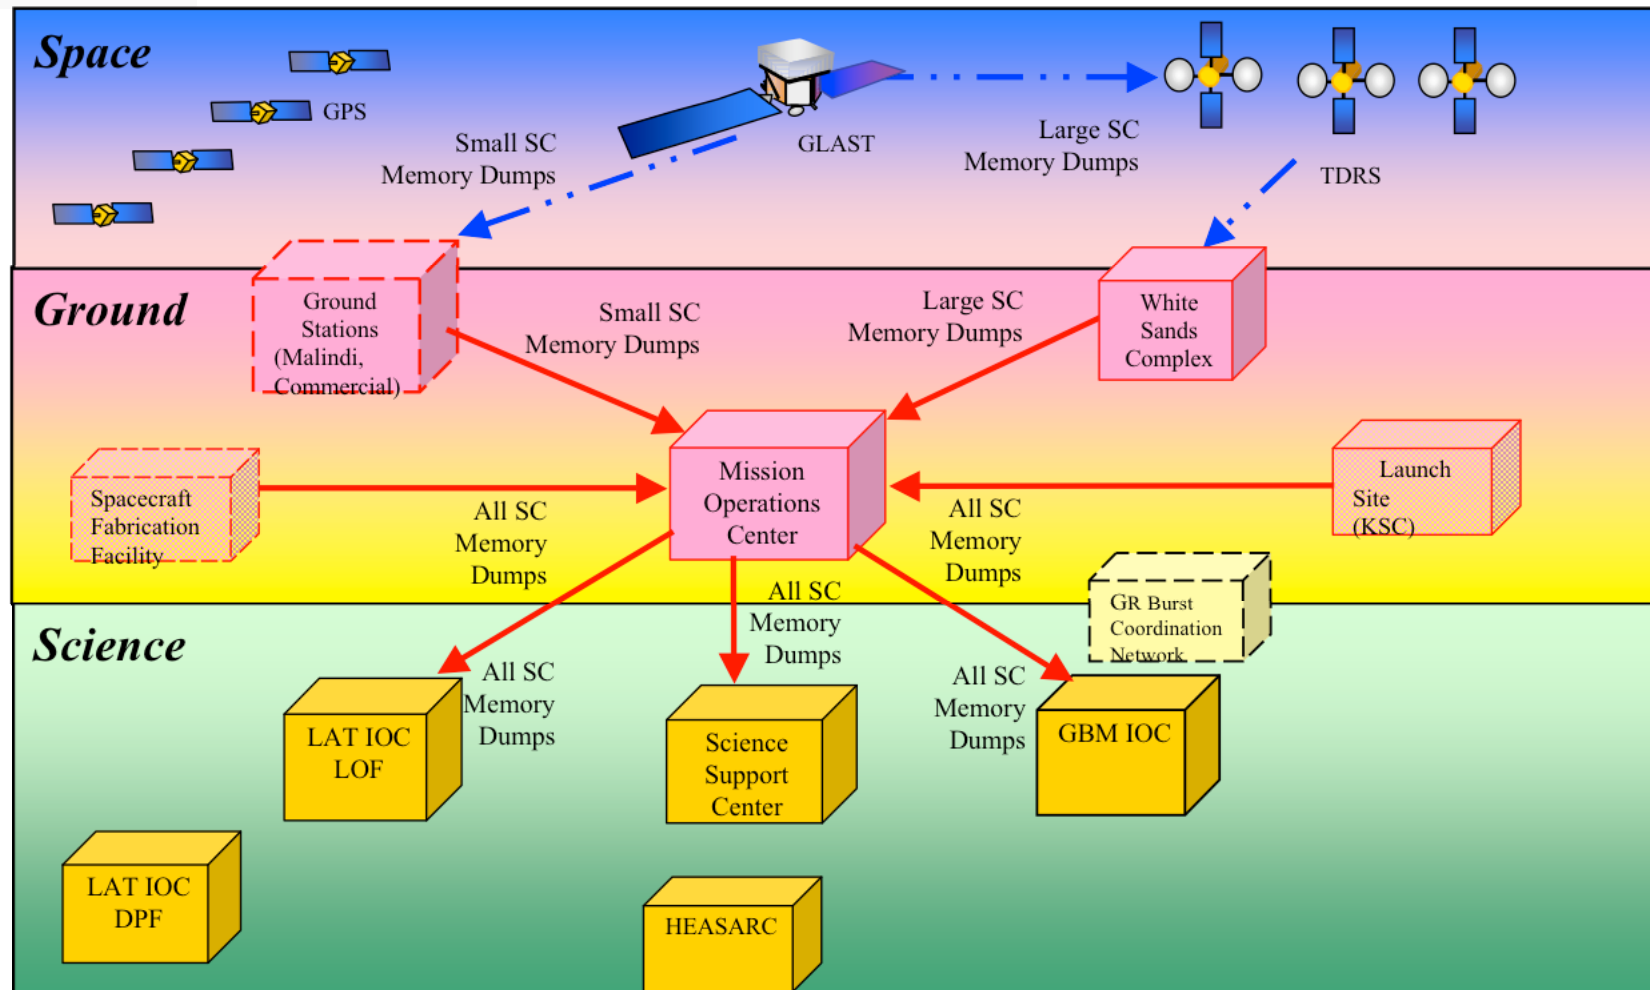 Space
GPS
Small SC
Memory Dumps
GLAST
Large SC
Memory Dumps
TDRS
Ground
Ground
Stations
(Malindi,
Commercial)
Small SC
Memory Dumps
Large SC
Memory Dumps
White
Sands
Complex
Spacecraft
Fabrication
Facility
All SC
Memory
Dumps
Mission
Operations
Center
All SC
Memory
Dumps
Launch
Site
(KSC)
All SC
Memory
Dumps
GR Burst
Coordination
Network
Science
All SC
Memory
Dumps
All SC
Memory
Dumps
LAT IOC
LOF
Science
Support
Center
GBM IOC
LAT IOC
DPF
HEASARC